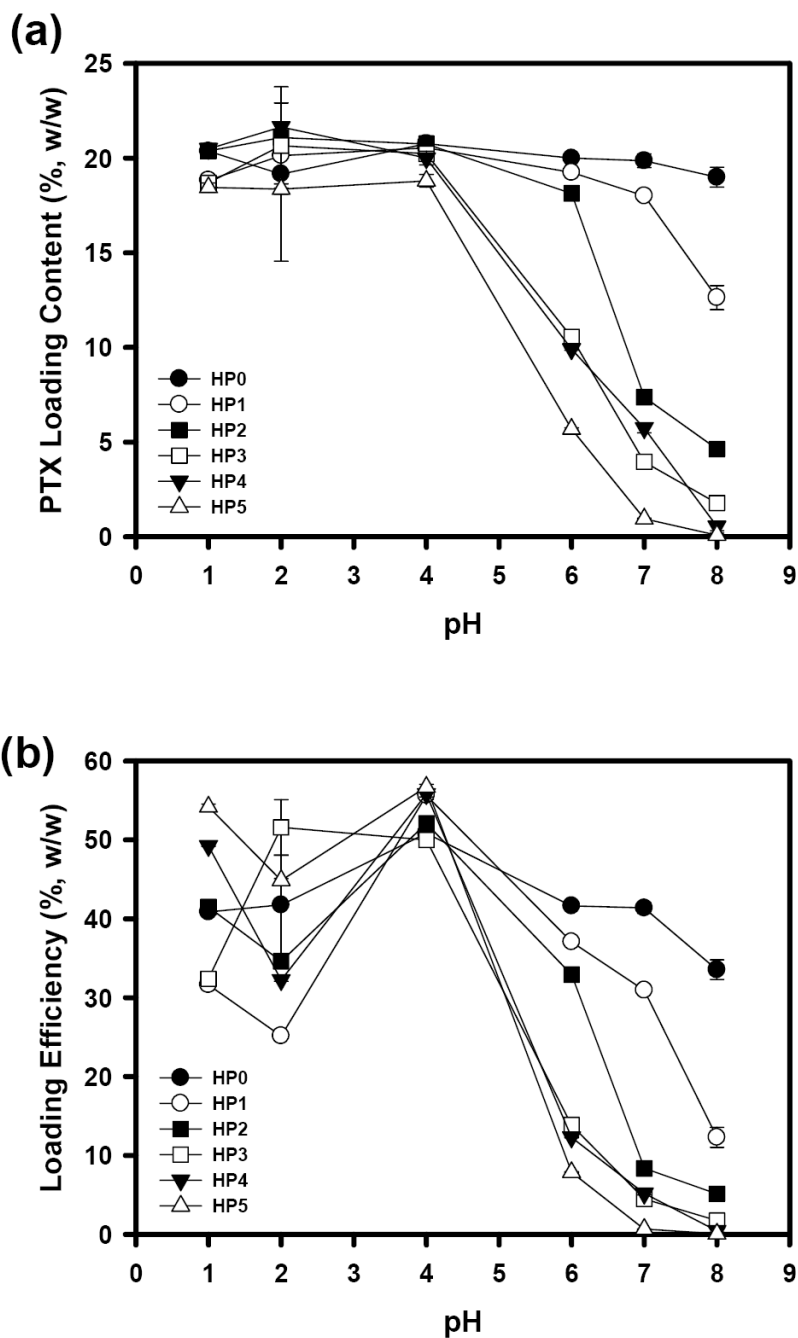 (a)
PTX Loading Content (%, w/w)
25
20
15
10
5
0
HP0
HP1
HP2
HP3
HP4
HP5
0 1 2 3 4 5 6 7 8 9
pH
(b)
Loading Efficiency (%, w/w)
60
50
40
30
20
10
0
HP0
HP1
HP2
HP3
HP4
HP5
0 1 2 3 4 5 6 7 8 9
pH